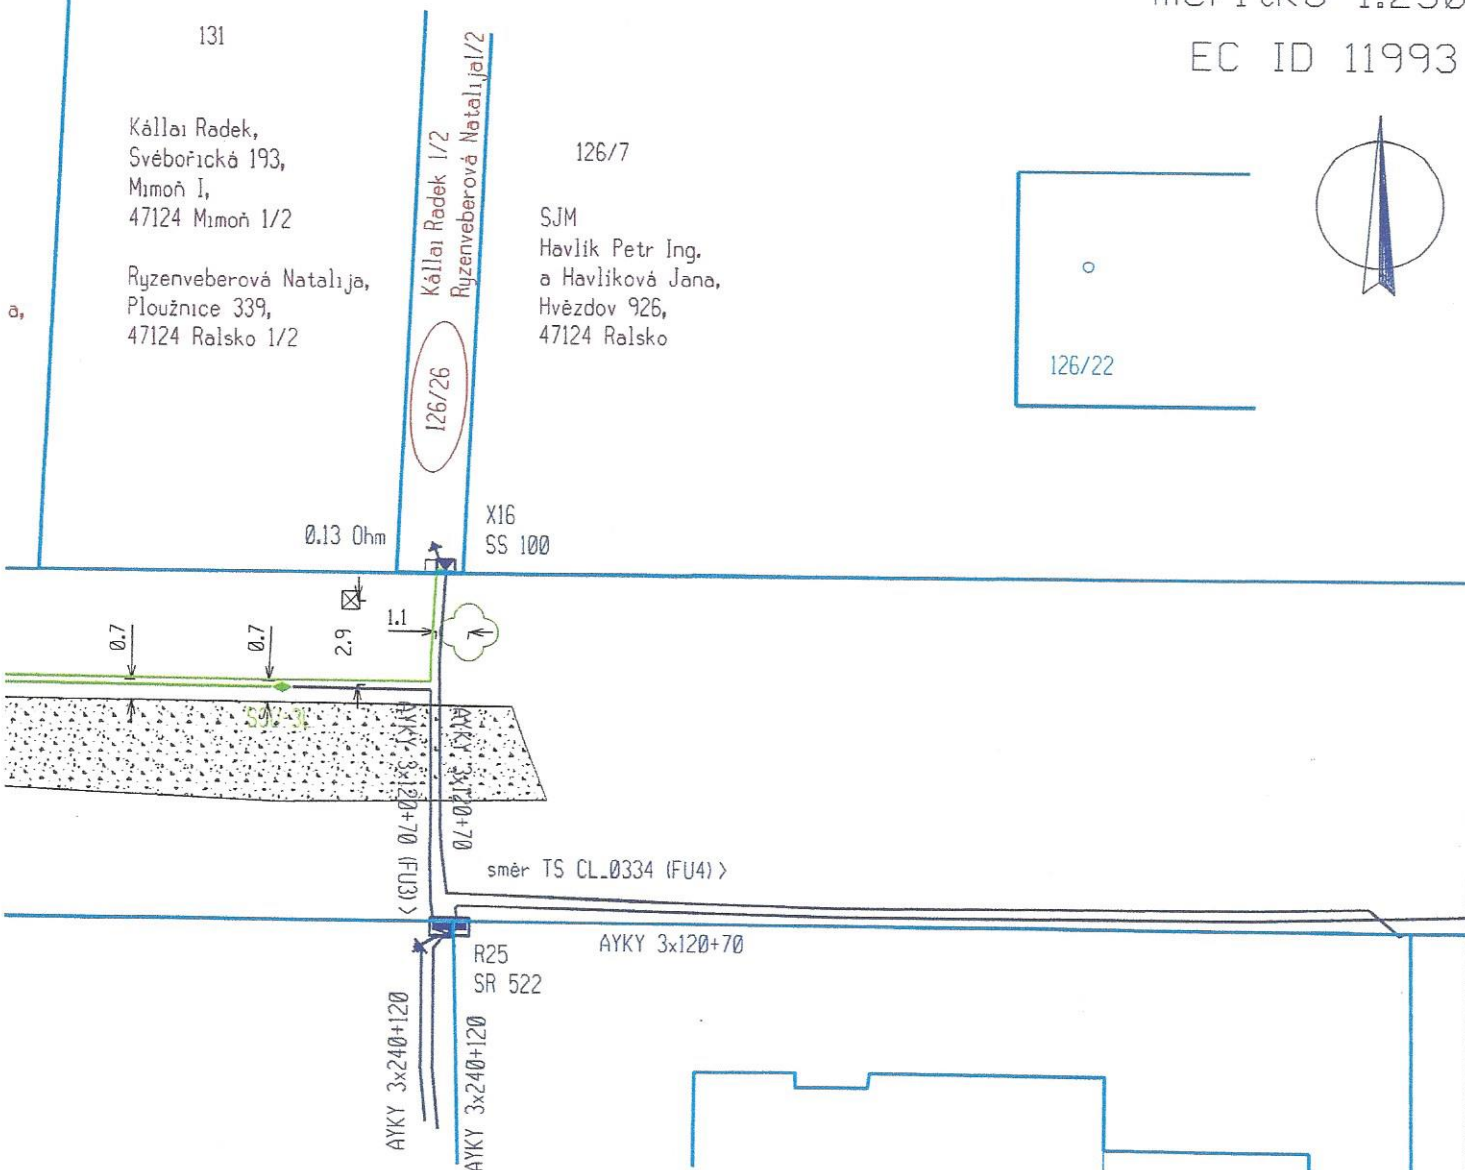 měřítko 1:250
EC ID 11993
131
Kállai Radek,
Svébořická 193,
Mimoň I,
47124 Mimoň 1/2
Ryzenveberová Natalija,
Ploužnice 339,
47124 Ralsko 1/2
a,
Kállai Radek 1/2
Ryzenveberová Natalija1/2
126/26
126/7
SJM
Havlík Petr Ing.
a Havlíková Jana,
Hvězdov 926,
47124 Ralsko
126/22
0.13 Ohm
X16
SS 100
0.7
0.7
2.9
1.1
AYKY 3x120+70 (FU3) >
AYKY 3x120+70
směr TS CL_0334 (FU4) >
AYKY 3x120+70
R25
SR 522
AYKY 3x240+120
AYKY 3x240+120